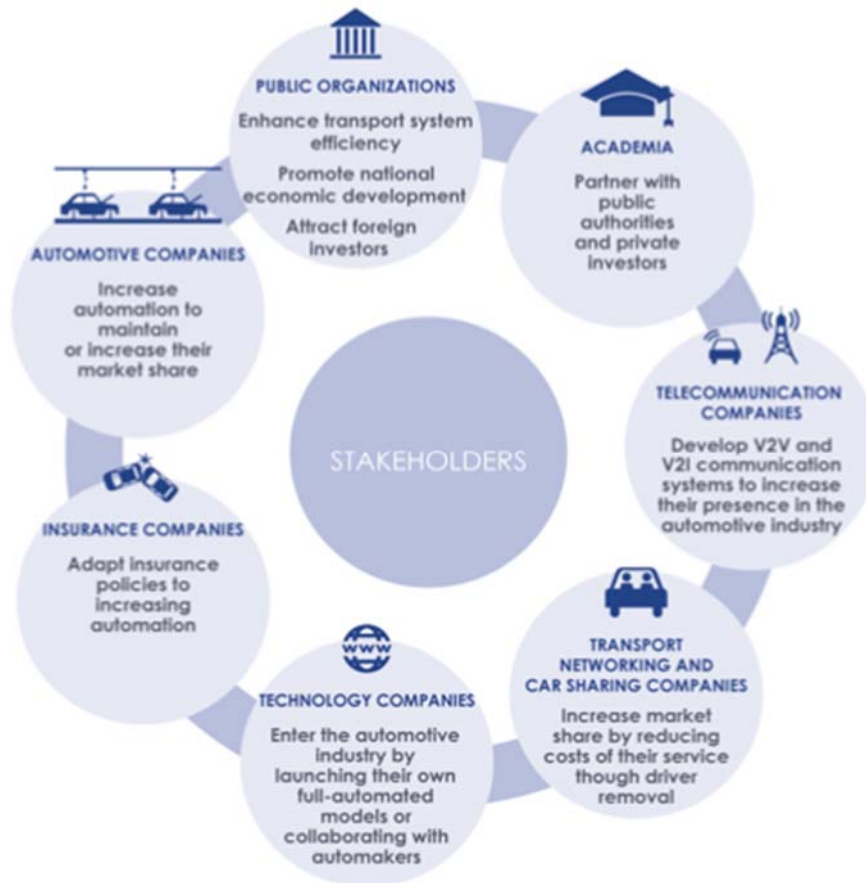 PUBLIC ORGANIZATIONS
Enhance transport system
efficiency
Promote national
economic development
Attract foreign
investors
ACADEMIA
Partner with
public
authorities
and private
investors
AUTOMOTIVE COMPANIES
Increase
automation to
maintain
or increase their
market share
TELECOMMUNICATION
COMPANIES
Develop V2V and
V2I communication
systems to increase
their presence in the
automotive industry
STAKEHOLDERS
INSURANCE COMPANIES
Adapt insurance
policies to
increasing
automation
TRANSPORT
NETWORKING AND
CAR SHARING COMPANIES
Increase market
share by reducing
costs of their service
though driver
removal
WWW
TECHNOLOGY COMPANIES
Enter the automotive
industry by
launching their own
full-automated
models or
collaborating with
automakers